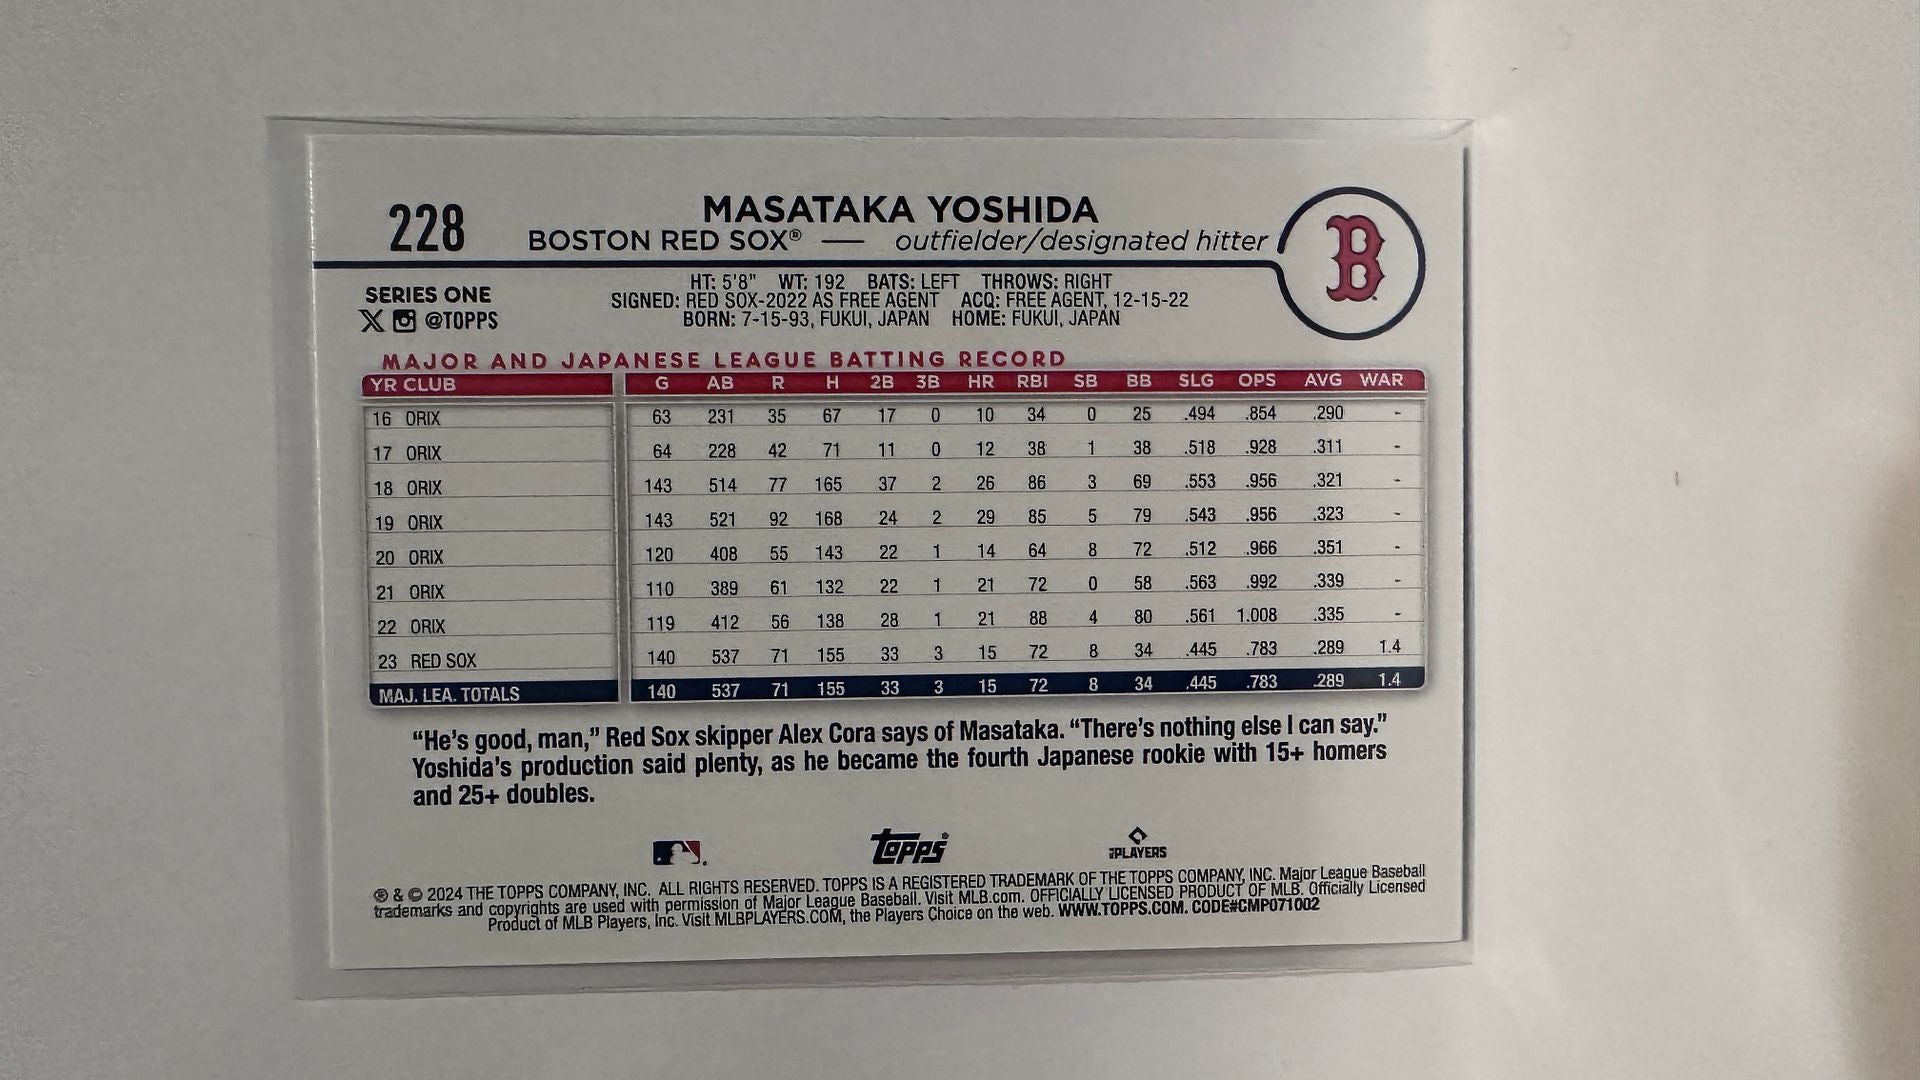 228
MASATAKA YOSHIDA
BOSTON RED SOX® — outfielder/designated hitter
B
SERIES ONE
X @TOPPS
HT: 5'8" WT: 192 BATS: LEFT THROWS: RIGHT
SIGNED: RED SOX-2022 AS FREE AGENT ACQ: FREE AGENT, 12-15-22
BORN: 7-15-93, FUKUI, JAPAN HOME: FUKUI, JAPAN
MAJOR AND JAPANESE LEAGUE BATTING RECORD
YR CLUB G AB R H 2B 3B HR RBI SB BB SLG OPS AVG WAR
16 ORIX 63 231 35 67 17 0 10 34 0 25 .494 .854 .290 -
17 ORIX 64 228 42 71 11 0 12 38 1 38 .518 .928 .311 -
18 ORIX 143 514 77 165 37 2 26 86 3 69 .553 .956 .321 -
19 ORIX 143 521 92 168 24 2 29 85 5 79 .543 .956 .323 -
20 ORIX 120 408 55 143 22 1 14 64 8 72 .512 .966 .351 -
21 ORIX 110 389 61 132 22 1 21 72 0 58 .563 .992 .339 -
22 ORIX 119 412 56 138 28 1 21 88 4 80 .561 1.008 .335 -
23 RED SOX 140 537 71 155 33 3 15 72 8 34 .445 .783 .289 1.4
MAJ. LEA. TOTALS 140 537 71 155 33 3 15 72 8 34 .445 .783 .289 1.4
“He’s good, man,” Red Sox skipper Alex Cora says of Masataka. “There’s nothing else I can say.”
Yoshida’s production said plenty, as he became the fourth Japanese rookie with 15+ homers
and 25+ doubles.
TOPPS®
MLBPLAYERS
® & © 2024 THE TOPPS COMPANY, INC. ALL RIGHTS RESERVED. TOPPS IS A REGISTERED TRADEMARK OF THE TOPPS COMPANY, INC. Major League Baseball
trademarks and copyrights are used with permission of Major League Baseball. Visit MLB.com. OFFICIALLY LICENSED PRODUCT OF MLB. Officially Licensed
Product of MLB Players, Inc. Visit MLBPLAYERS.COM, the Players Choice on the web. WWW.TOPPS.COM. CODE#CMP071002